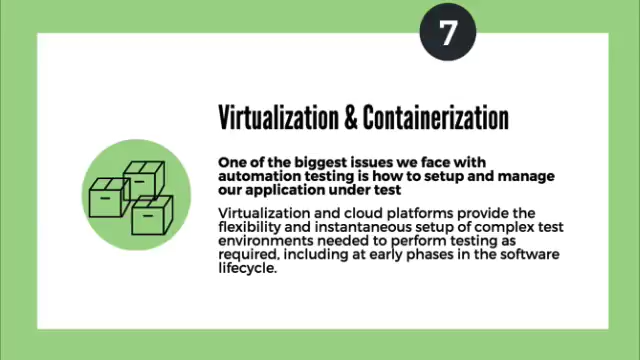 7
Virtualization & Containerization
One of the biggest issues we face with
automation testing is how to setup and manage
our application under test
Virtualization and cloud platforms provide the
flexibility and instantaneous setup of complex test
environments needed to perform testing as
required, including at early phases in the software
lifecycle.